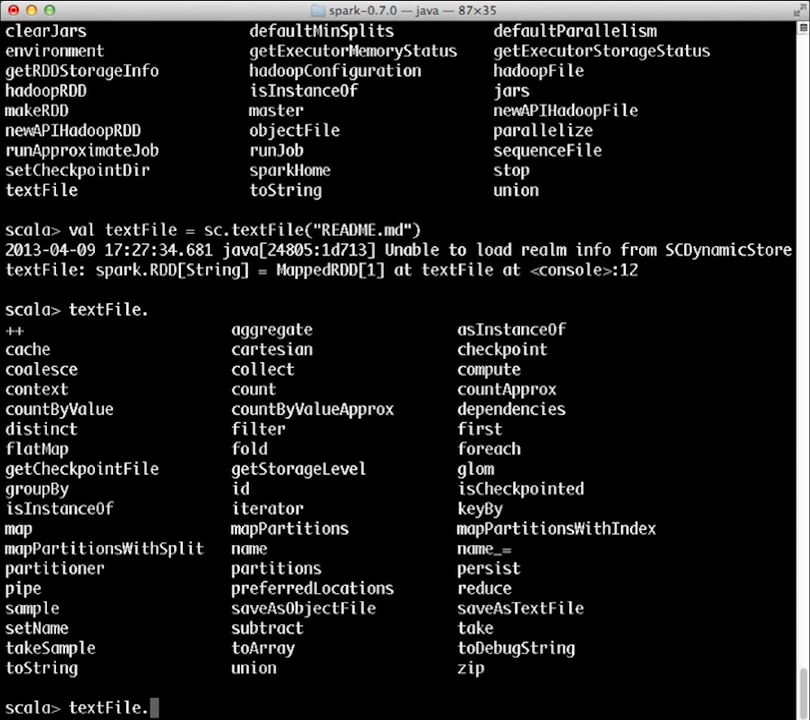 spark-0.7.0 — java — 87×35
clearJars defaultMinSplits defaultParallelism
environment getExecutorMemoryStatus getExecutorStorageStatus
getRDDStorageInfo hadoopConfiguration hadoopFile
hadoopRDD isInstanceOf jars
makeRDD master newAPIHadoopFile
newAPIHadoopRDD objectFile parallelize
runApproximateJob runJob sequenceFile
setCheckpointDir sparkHome stop
textFile toString union
scala> val textFile = sc.textFile("README.md")
2013-04-09 17:27:34.681 java[24805:1d713] Unable to load realm info from SCDynamicStore
textFile: spark.RDD[String] = MappedRDD[1] at textFile at <console>:12
scala> textFile.
++ aggregate asInstanceOf
cache cartesian checkpoint
coalesce collect compute
context count countApprox
countByValue countByValueApprox dependencies
distinct filter first
flatMap fold foreach
getCheckpointFile getStorageLevel glom
groupBy id isCheckpointed
isInstanceOf iterator keyBy
map mapPartitions mapPartitionsWithIndex
mapPartitionsWithSplit name name_=
partitioner partitions persist
pipe preferredLocations reduce
sample saveAsObjectFile saveAsTextFile
setName subtract take
takeSample toArray toDebugString
toString union zip
scala> textFile.